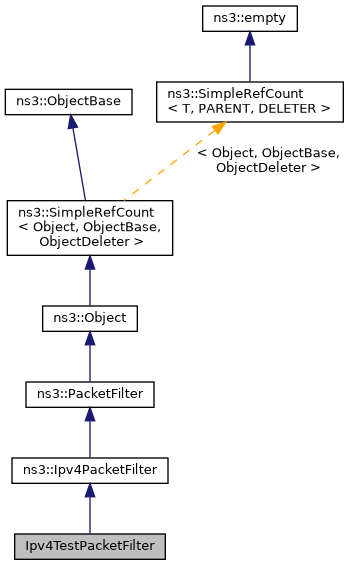 ns3::empty
ns3::SimpleRefCount
< T, PARENT, DELETER >
ns3::ObjectBase
< Object, ObjectBase,
ObjectDeleter >
ns3::SimpleRefCount
< Object, ObjectBase,
ObjectDeleter >
ns3::Object
ns3::PacketFilter
ns3::Ipv4PacketFilter
Ipv4TestPacketFilter